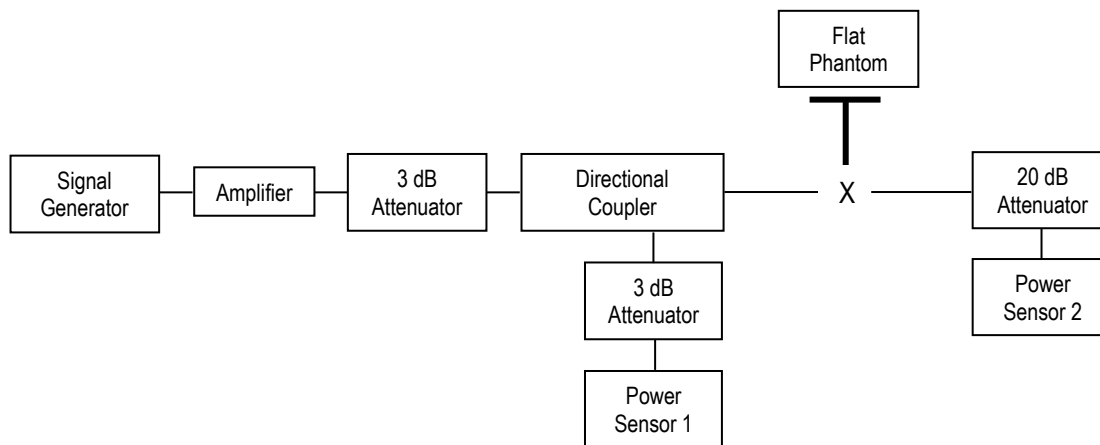 Flat
Phantom
Signal
Generator
Amplifier
3 dB
Attenuator
Directional
Coupler
X
20 dB
Attenuator
3 dB
Attenuator
Power
Sensor 2
Power
Sensor 1